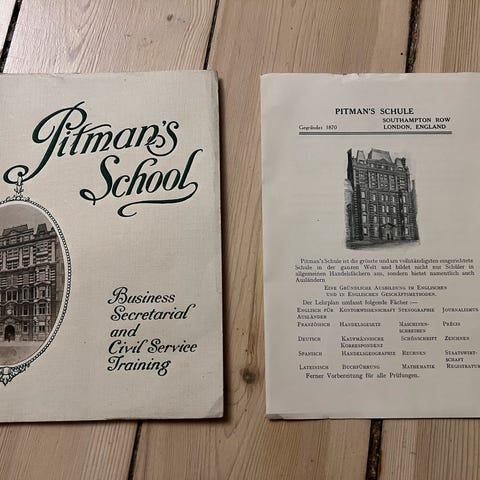 Pitman's
School
Business
Secretarial
and
Civil Service
Training
PITMAN'S SCHULE
SOUTHAMPTON ROW
Gegründet 1870 LONDON, ENGLAND
Pitman's Schule ist die grösste und am vollständigsten eingerichtete
Schule in der ganzen Welt und bildet nicht nur Schüler in
allgemeinen Handelsfächern aus, sondern bietet namentlich auch
Ausländern
EINE GRÜNDLICHE AUSBILDUNG IM ENGLISCHEN
UND IN ENGLISCHEN GESCHÄFTSMETHODEN.
Der Lehrplan umfasst folgende Fächer —
ENGLISCH FÜR KONTORWISSENSCHAFT STENOGRAPHIE JOURNALISMUS
AUSLÄNDER
FRANZÖSISCH HANDELSGESETZ MASCHINEN- PRÉCIS
SCHREIBEN
DEUTSCH KAUFMÄNNISCHE SCHÖNSCHRIFT ZEICHNEN
KORRESPONDENZ
SPANISCH HANDELSGEOGRAPHIE RECHNEN STAATSWIRT-
SCHAFT
LATEINISCH BUCHFÜHRUNG MATHEMATIK REGISTRATUR
Ferner Vorbereitung für alle Prüfungen.